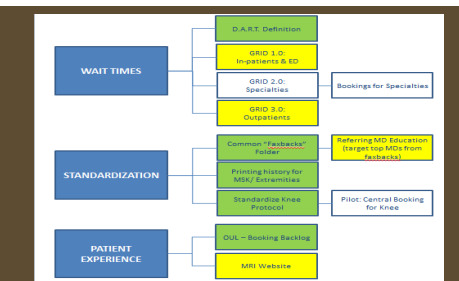 D.A.R.T. Definition
GRID 1.0:
In-patients & ED
WAIT TIMES
GRID 2.0:
Specialties
Bookings for Specialties
GRID 3.0:
Outpatients
Common "Faxbacks"
Folder
Referring MD Education
(target top MDs from
faxbacks)
STANDARDIZATION
Printing history for
MSK/ Extremities
Standardize Knee
Protocol
Pilot: Central Booking
for Knee
PATIENT
EXPERIENCE
OUL – Booking Backlog
MRI Website